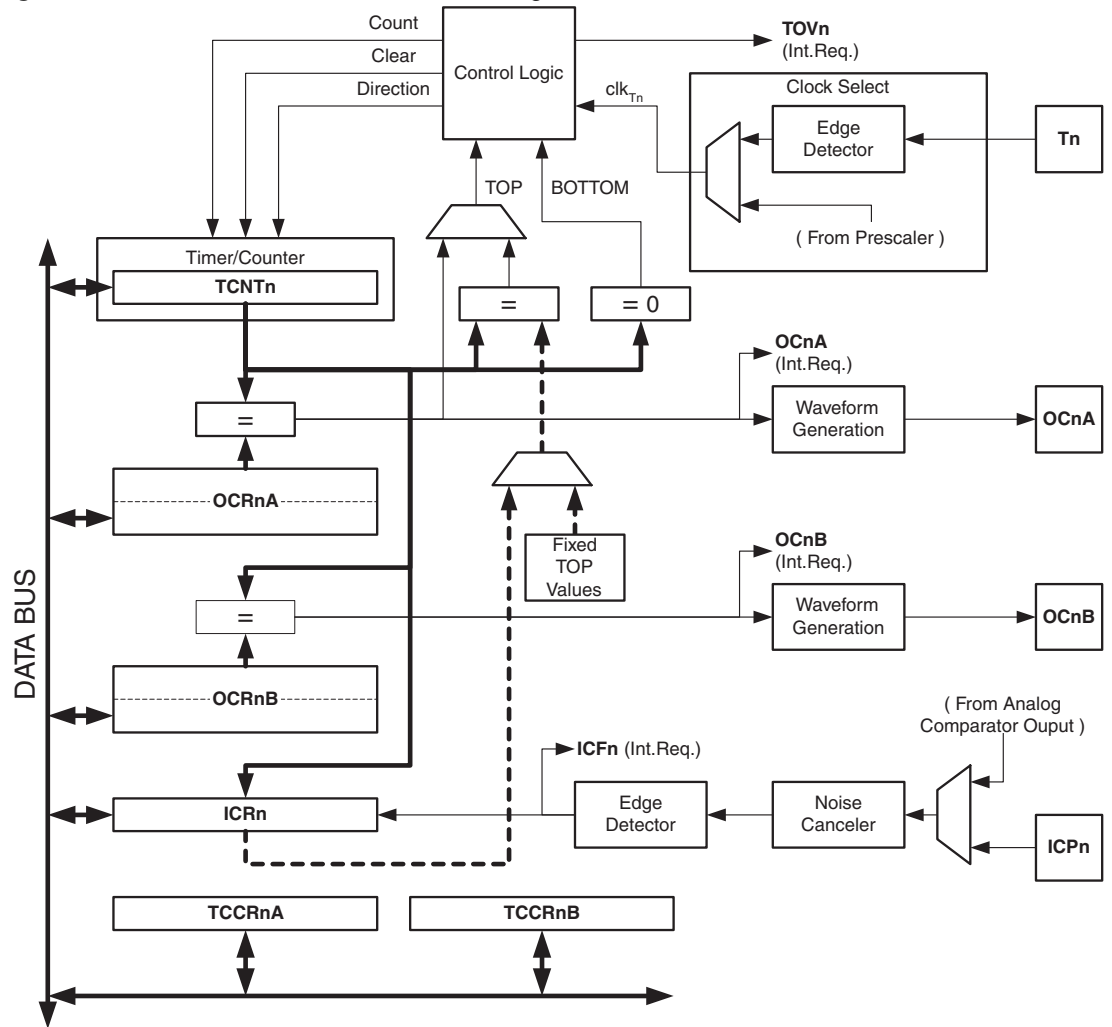 Count
Clear
Direction
Control Logic
TOVn
(Int.Req.)
clkTn
Clock Select
Edge
Detector
Tn
( From Prescaler )
TOP
BOTTOM
Timer/Counter
TCNTn
=
= 0
OCnA
(Int.Req.)
=
Waveform
Generation
OCnA
OCRnA
Fixed
TOP
Values
OCnB
(Int.Req.)
=
Waveform
Generation
OCnB
DATA BUS
OCRnB
( From Analog
Comparator Ouput )
ICFn (Int.Req.)
ICRn
Edge
Detector
Noise
Canceler
ICPn
TCCRnA
TCCRnB